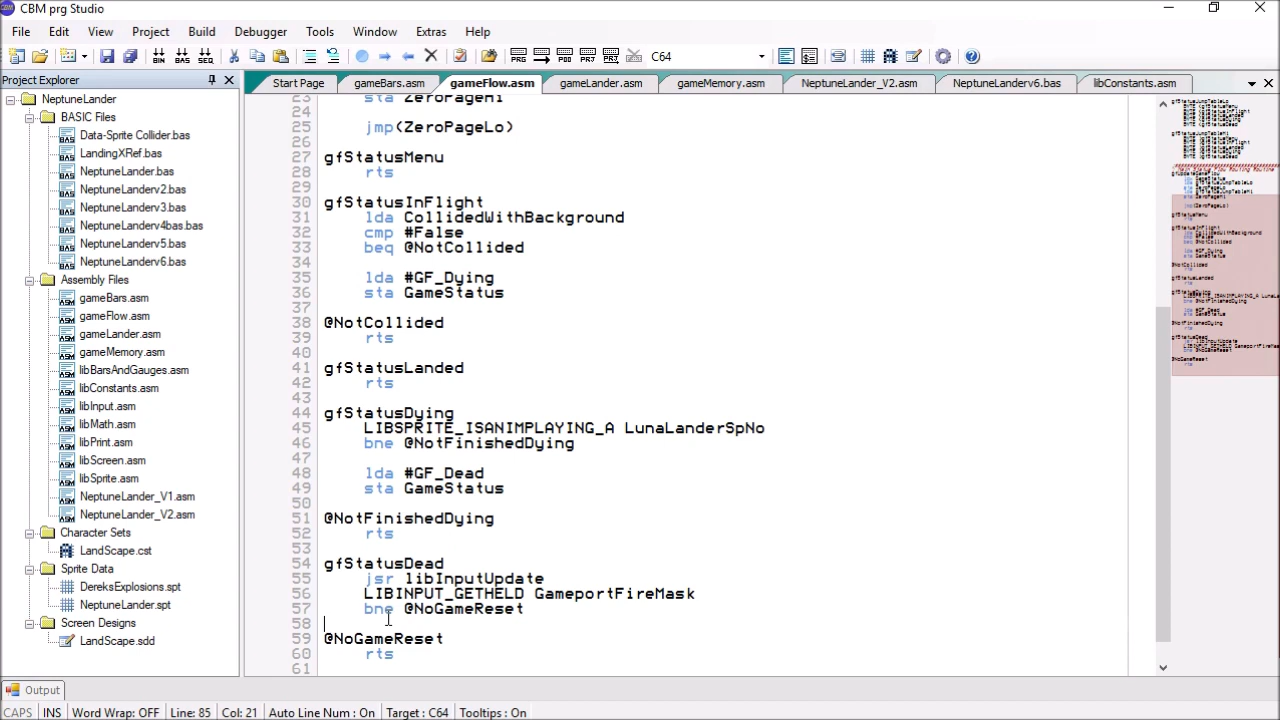 CBM prg Studio
File Edit View Project Build Debugger Tools Window Extras Help
BIN BAS SEQ C64
Project Explorer
Start Page gameBars.asm gameFlow.asm gameLander.asm gameMemory.asm NeptuneLander_V2.asm NeptuneLanderv6.bas libConstants.asm
NeptuneLander
BASIC Files
Data-Sprite Collider.bas
LandingXRef.bas
NeptuneLander.bas
NeptuneLanderv2.bas
NeptuneLanderv3.bas
NeptuneLanderv4bas.bas
NeptuneLanderv5.bas
NeptuneLanderv6.bas
Assembly Files
gameBars.asm
gameFlow.asm
gameLander.asm
gameMemory.asm
libBarsAndGauges.asm
libConstants.asm
libInput.asm
libMath.asm
libPrint.asm
libScreen.asm
libSprite.asm
NeptuneLander_V1.asm
NeptuneLander_V2.asm
Character Sets
LandScape.cst
Sprite Data
DereksExplosions.spt
NeptuneLander.spt
Screen Designs
LandScape.sdd
23 sta ZeroPageHi
24
25 jmp(ZeroPageLo)
26
27 gfStatusMenu
28 rts
29
30 gfStatusInFlight
31 lda CollidedWithBackground
32 cmp #False
33 beq @NotCollided
34
35 lda #GF_Dying
36 sta GameStatus
37
38 @NotCollided
39 rts
40
41 gfStatusLanded
42 rts
43
44 gfStatusDying
45 LIBSPRITE_ISANIMPLAYING_A LunaLanderSpNo
46 bne @NotFinishedDying
47
48 lda #GF_Dead
49 sta GameStatus
50
51 @NotFinishedDying
52 rts
53
54 gfStatusDead
55 jsr libInputUpdate
56 LIBINPUT_GETHELD GameportFireMask
57 bne @NoGameReset
58
59 @NoGameReset
60 rts
61
Output
CAPS INS Word Wrap: OFF Line: 85 Col: 21 Auto Line Num : On Target : C64 Tooltips : On